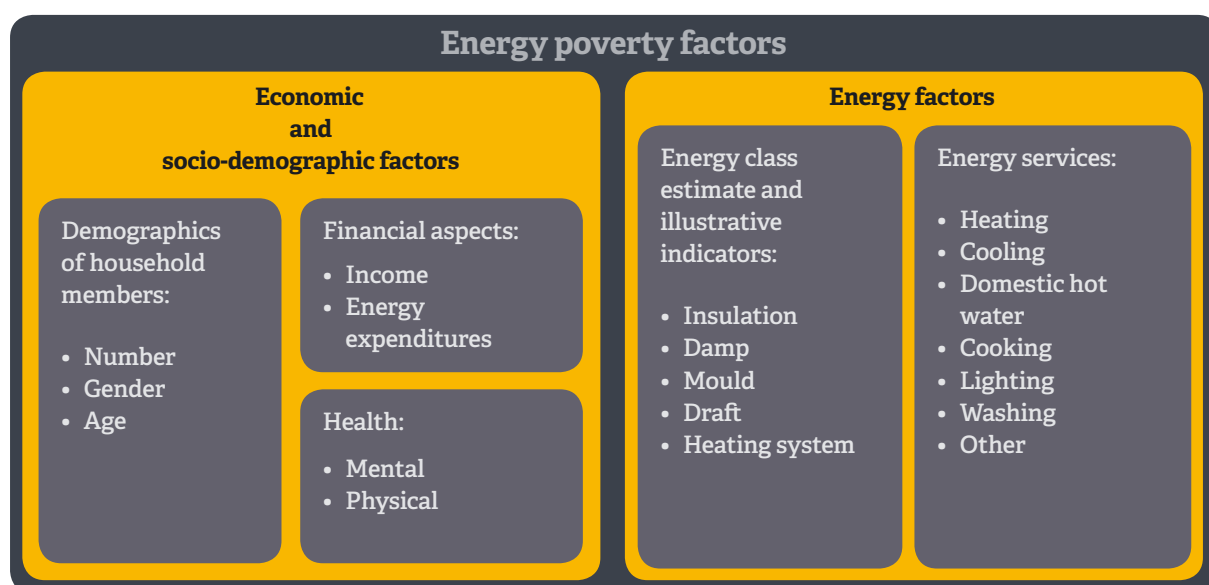 Energy poverty factors
Economic
and
socio-demographic factors
Demographics
of household
members:
• Number
• Gender
• Age
Financial aspects:
• Income
• Energy
expenditures
Health:
• Mental
• Physical
Energy factors
Energy class
estimate and
illustrative
indicators:
• Insulation
• Damp
• Mould
• Draft
• Heating system
Energy services:
• Heating
• Cooling
• Domestic hot
water
• Cooking
• Lighting
• Washing
• Other